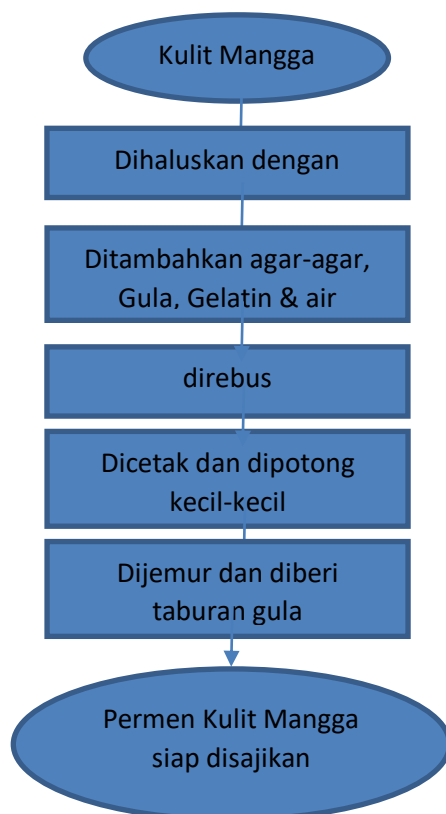 Kulit Mangga
Dihaluskan dengan
Ditambahkan agar-agar,
Gula, Gelatin & air
direbus
Dicetak dan dipotong
kecil-kecil
Dijemur dan diberi
taburan gula
Permen Kulit Mangga
siap disajikan